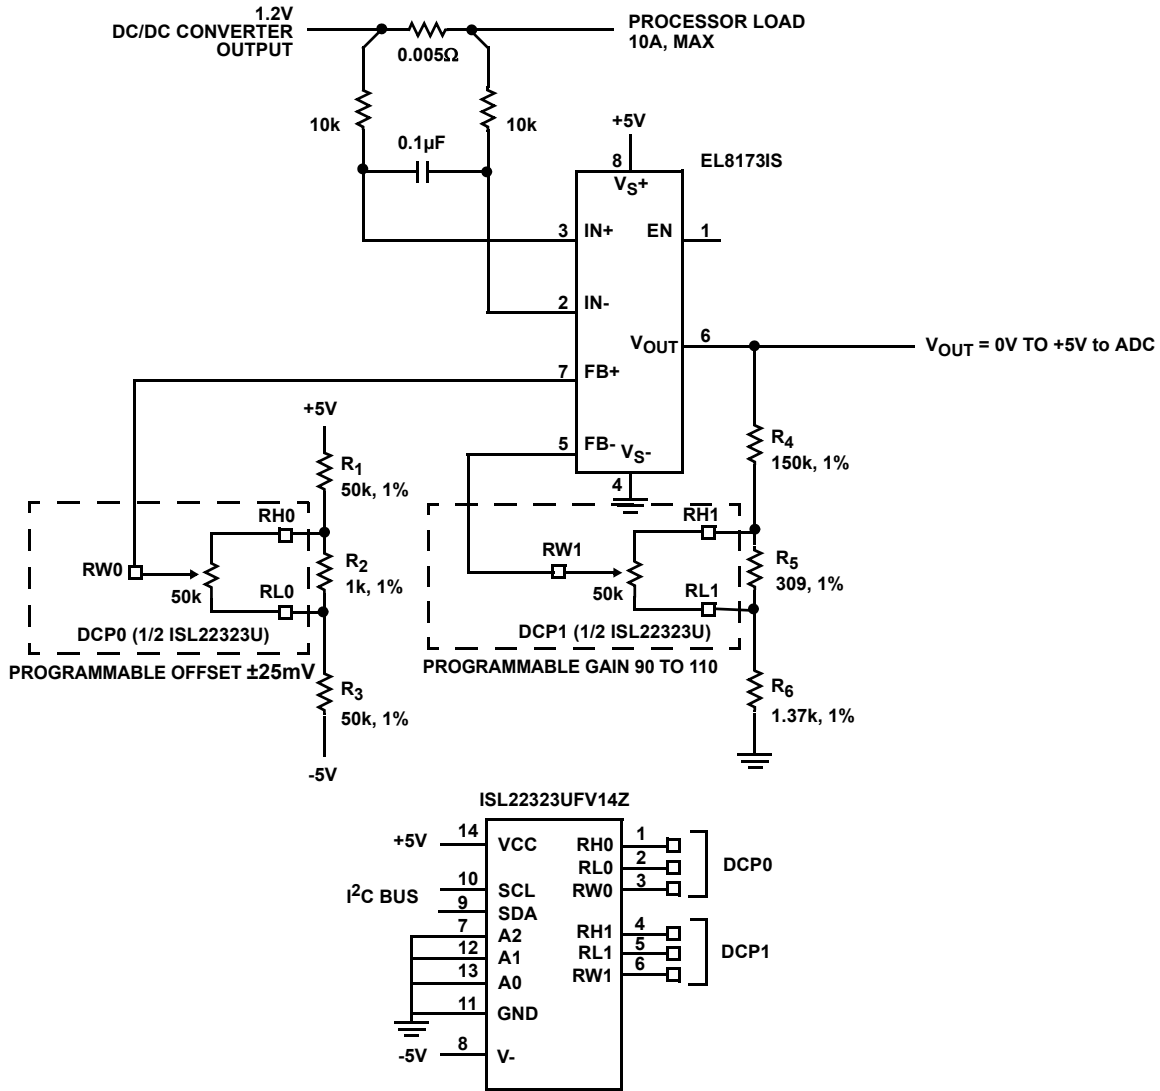 1.2V
DC/DC CONVERTER
OUTPUT
0.005Ω
PROCESSOR LOAD
10A, MAX
10k
10k
0.1µF
+5V
8
VS+
EL8173IS
3 IN+
EN 1
2 IN-
VOUT 6
VOUT = 0V TO +5V to ADC
7 FB+
5 FB-
VS-
4
+5V
R1
50k, 1%
RH0
RW0
50k
R2
1k, 1%
RL0
DCP0 (1/2 ISL22323U)
PROGRAMMABLE OFFSET ±25mV
R3
50k, 1%
-5V
R4
150k, 1%
RH1
RW1
50k
R5
309, 1%
RL1
DCP1 (1/2 ISL22323U)
PROGRAMMABLE GAIN 90 TO 110
R6
1.37k, 1%
ISL22323UFV14Z
+5V 14 VCC
I2C BUS
10 SCL
9 SDA
7 A2
12 A1
13 A0
11 GND
-5V 8 V-
RH0 1
RL0 2
RW0 3
DCP0
RH1 4
RL1 5
RW1 6
DCP1